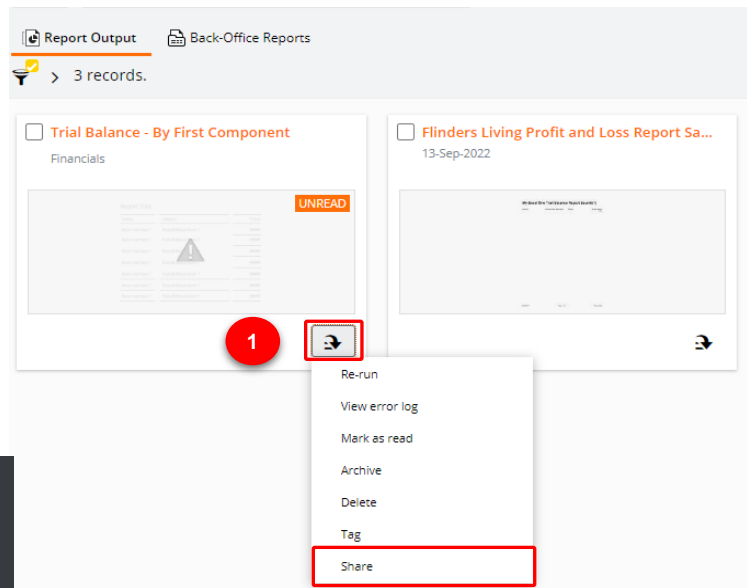 Report Output
Back-Office Reports
3 records.
Trial Balance - By First Component
Financials
UNREAD
Flinders Living Profit and Loss Report Sa...
13-Sep-2022
1
Re-run
View error log
Mark as read
Archive
Delete
Tag
Share